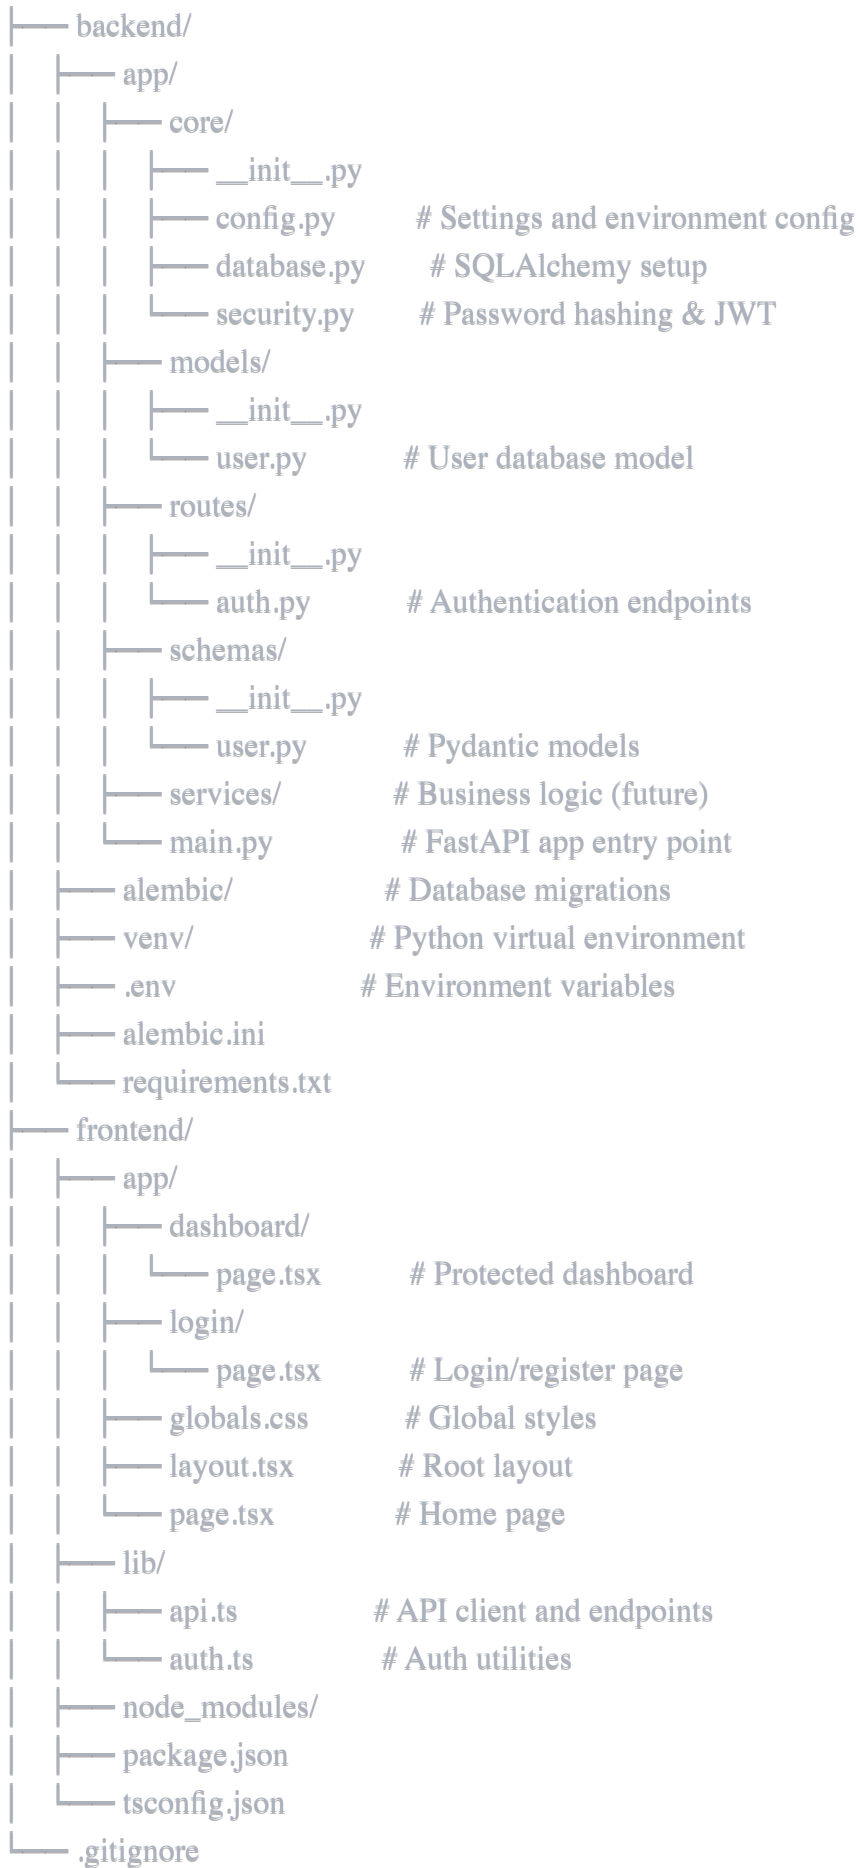 ├── backend/
│   ├── app/
│   │   ├── core/
│   │   │   ├── __init__.py
│   │   │   ├── config.py          # Settings and environment config
│   │   │   ├── database.py        # SQLAlchemy setup
│   │   │   └── security.py        # Password hashing & JWT
│   │   ├── models/
│   │   │   ├── __init__.py
│   │   │   └── user.py            # User database model
│   │   ├── routes/
│   │   │   ├── __init__.py
│   │   │   └── auth.py            # Authentication endpoints
│   │   ├── schemas/
│   │   │   ├── __init__.py
│   │   │   └── user.py            # Pydantic models
│   │   ├── services/              # Business logic (future)
│   │   └── main.py                # FastAPI app entry point
│   ├── alembic/                   # Database migrations
│   ├── venv/                      # Python virtual environment
│   ├── .env                       # Environment variables
│   ├── alembic.ini
│   └── requirements.txt
├── frontend/
│   ├── app/
│   │   ├── dashboard/
│   │   │   └── page.tsx           # Protected dashboard
│   │   ├── login/
│   │   │   └── page.tsx           # Login/register page
│   │   ├── globals.css            # Global styles
│   │   ├── layout.tsx             # Root layout
│   │   └── page.tsx               # Home page
│   ├── lib/
│   │   ├── api.ts                 # API client and endpoints
│   │   └── auth.ts                # Auth utilities
│   ├── node_modules/
│   ├── package.json
│   └── tsconfig.json
└── .gitignore